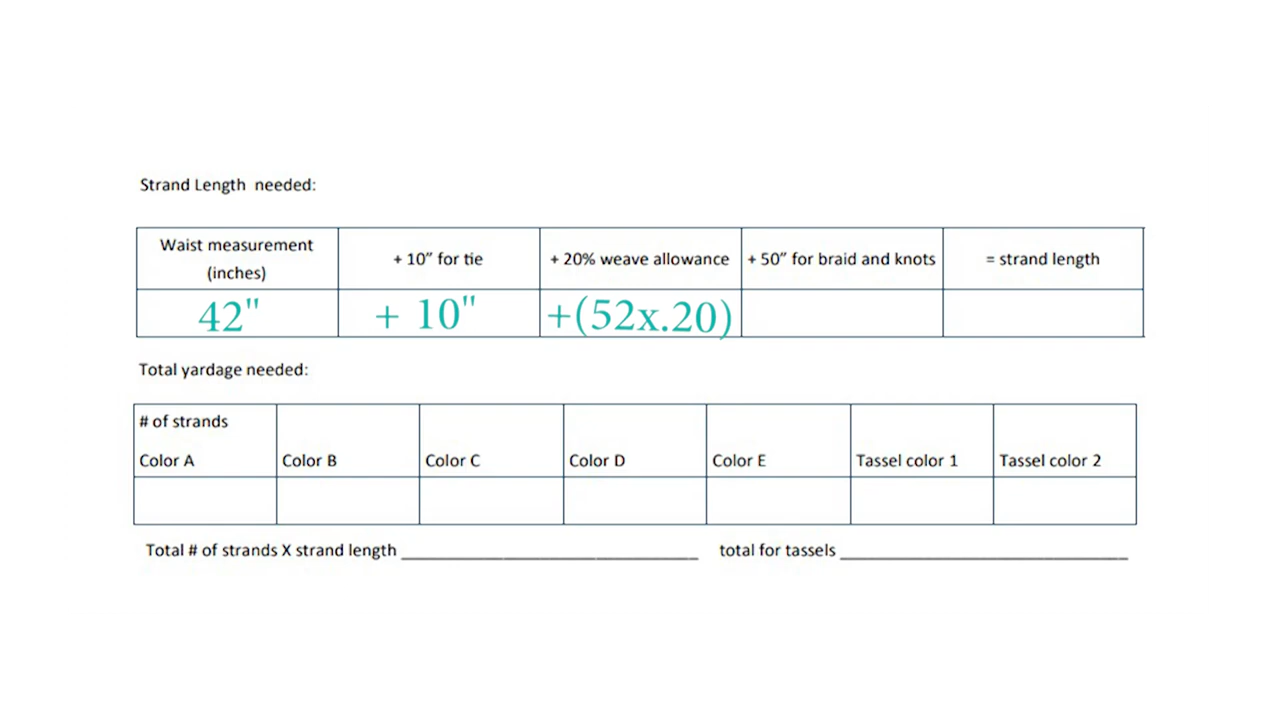 Strand Length needed:
Waist measurement (inches) + 10” for tie + 20% weave allowance + 50” for braid and knots = strand length
42" + 10" +(52x.20)
Total yardage needed:
# of strands
Color A Color B Color C Color D Color E Tassel color 1 Tassel color 2
Total # of strands X strand length ______________________________ total for tassels ______________________________